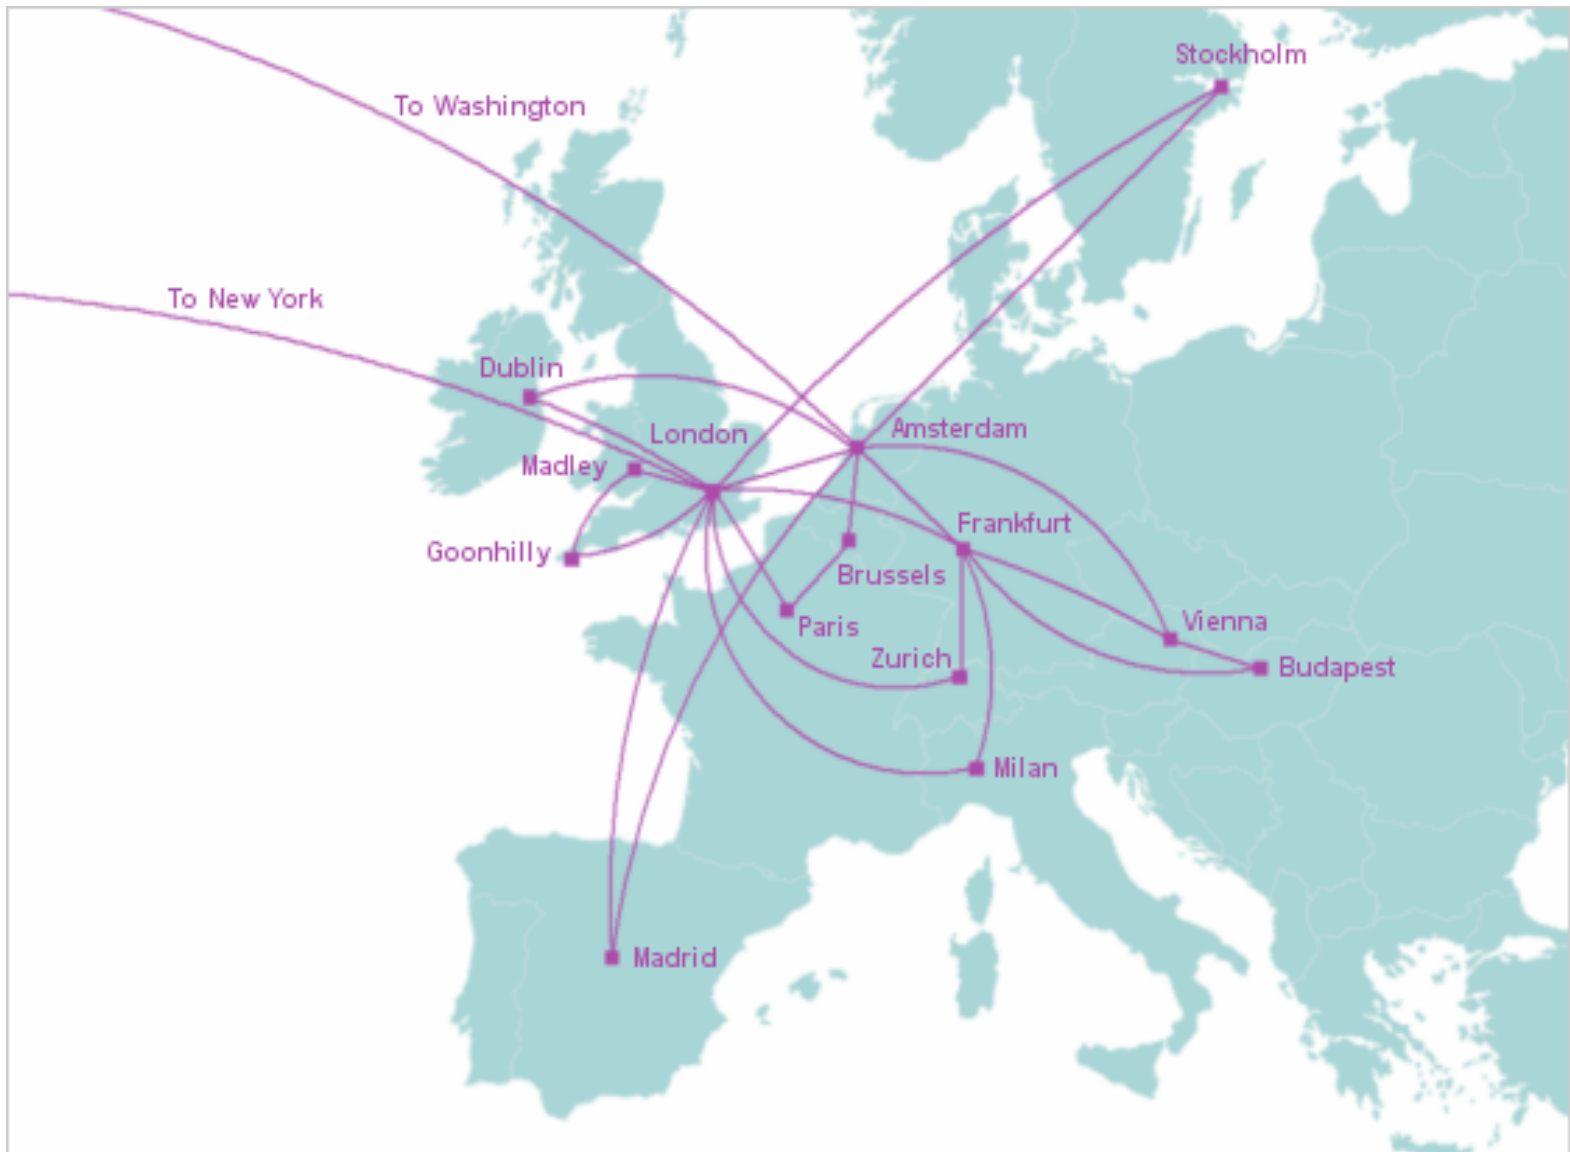 Stockholm
To Washington
To New York
Dublin
London
Amsterdam
Madley
Frankfurt
Goonhilly
Brussels
Paris
Vienna
Zurich
Budapest
Milan
Madrid